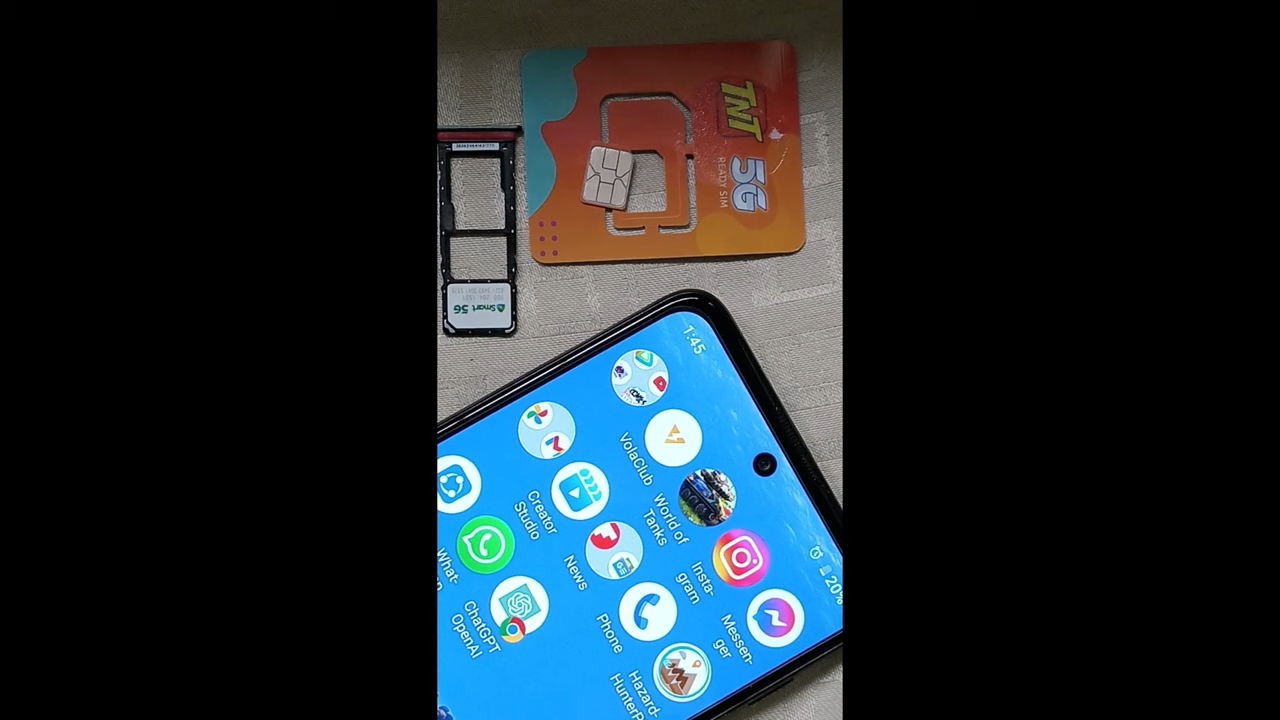 TNT
5G
READY SIM
Smart 5G
1:45
20%
VolaClub
World of
Tanks
Insta-
gram
Messen-
ger
Creator
Studio
News
Phone
Hazard-
HunterP
What-
ChatGPT
OpenAI